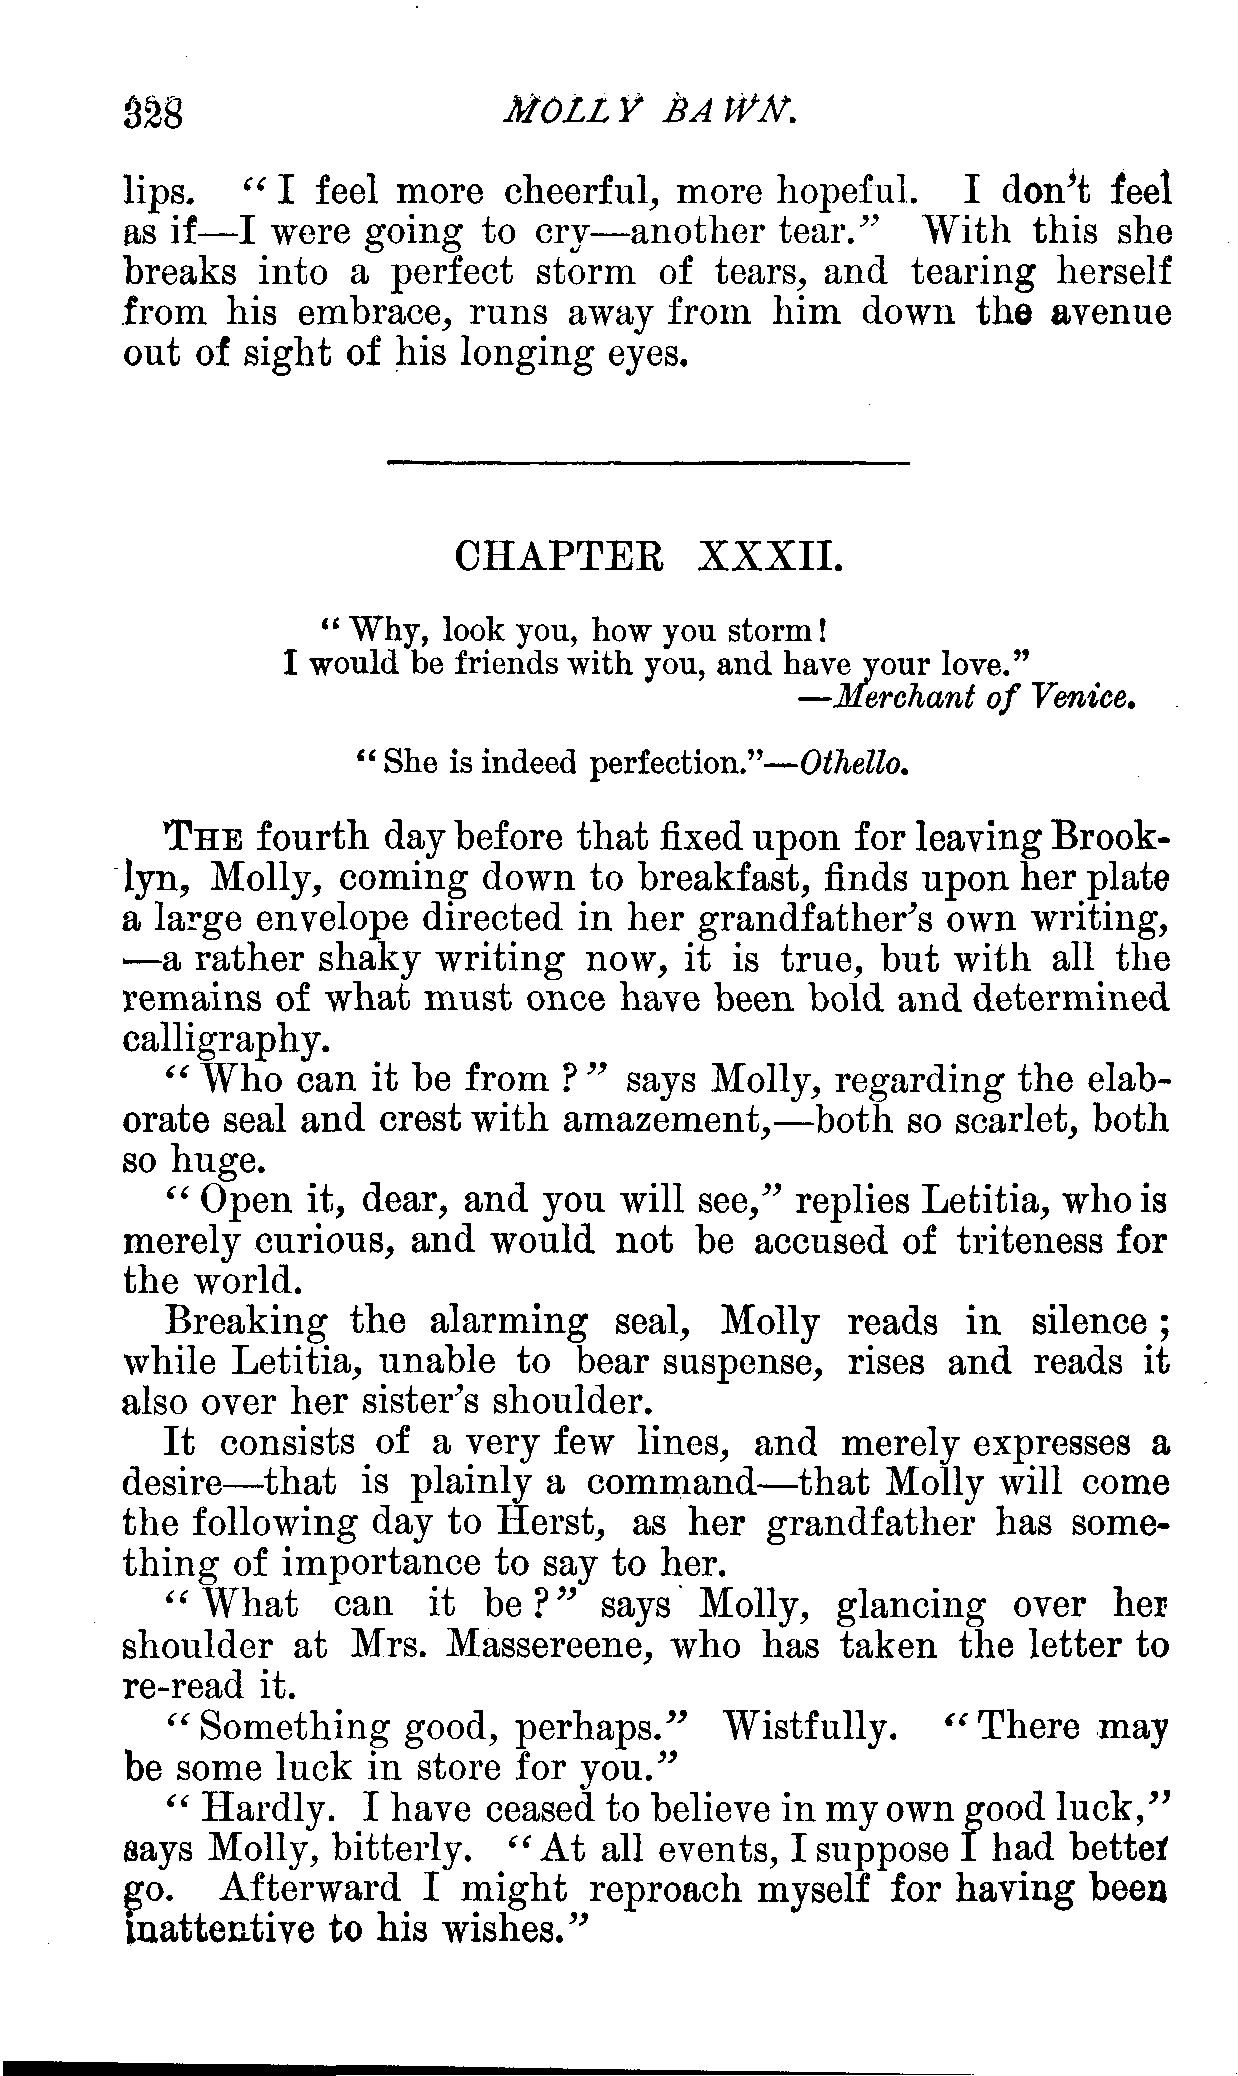 328 MOLLY BAWN.
lips. “I feel more cheerful, more hopeful. I don’t feel
as if—I were going to cry—another tear.” With this she
breaks into a perfect storm of tears, and tearing herself
from his embrace, runs away from him down the avenue
out of sight of his longing eyes.
CHAPTER XXXII.
“Why, look you, how you storm!
I would be friends with you, and have your love.”
—Merchant of Venice.
“She is indeed perfection.”—Othello.
THE fourth day before that fixed upon for leaving Brook-
lyn, Molly, coming down to breakfast, finds upon her plate
a large envelope directed in her grandfather’s own writing,
—a rather shaky writing now, it is true, but with all the
remains of what must once have been bold and determined
calligraphy.
“Who can it be from?” says Molly, regarding the elab-
orate seal and crest with amazement,—both so scarlet, both
so huge.
“Open it, dear, and you will see,” replies Letitia, who is
merely curious, and would not be accused of triteness for
the world.
Breaking the alarming seal, Molly reads in silence;
while Letitia, unable to bear suspense, rises and reads it
also over her sister’s shoulder.
It consists of a very few lines, and merely expresses a
desire—that is plainly a command—that Molly will come
the following day to Herst, as her grandfather has some-
thing of importance to say to her.
“What can it be?” says Molly, glancing over her
shoulder at Mrs. Massereene, who has taken the letter to
re-read it.
“Something good, perhaps.” Wistfully. “There may
be some luck in store for you.”
“Hardly. I have ceased to believe in my own good luck,”
says Molly, bitterly. “At all events, I suppose I had better
go. Afterward I might reproach myself for having been
inattentive to his wishes.”